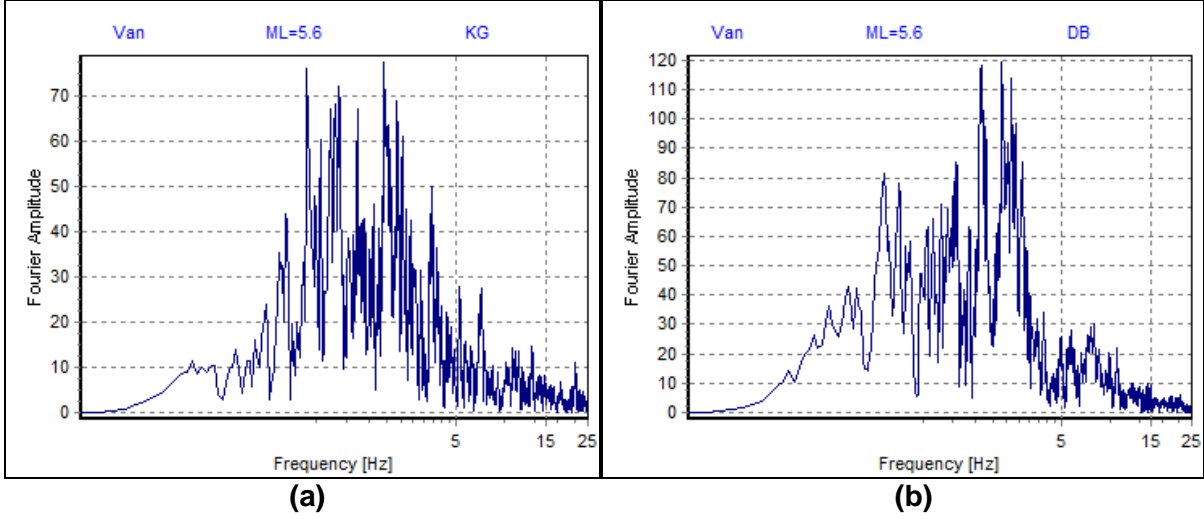 Van ML=5.6 KG
70
60
50
40
30
20
10
0
Fourier Amplitude
5 15 25
Frequency [Hz]
(a)
Van ML=5.6 DB
120
110
100
90
80
70
60
50
40
30
20
10
0
Fourier Amplitude
5 15 25
Frequency [Hz]
(b)